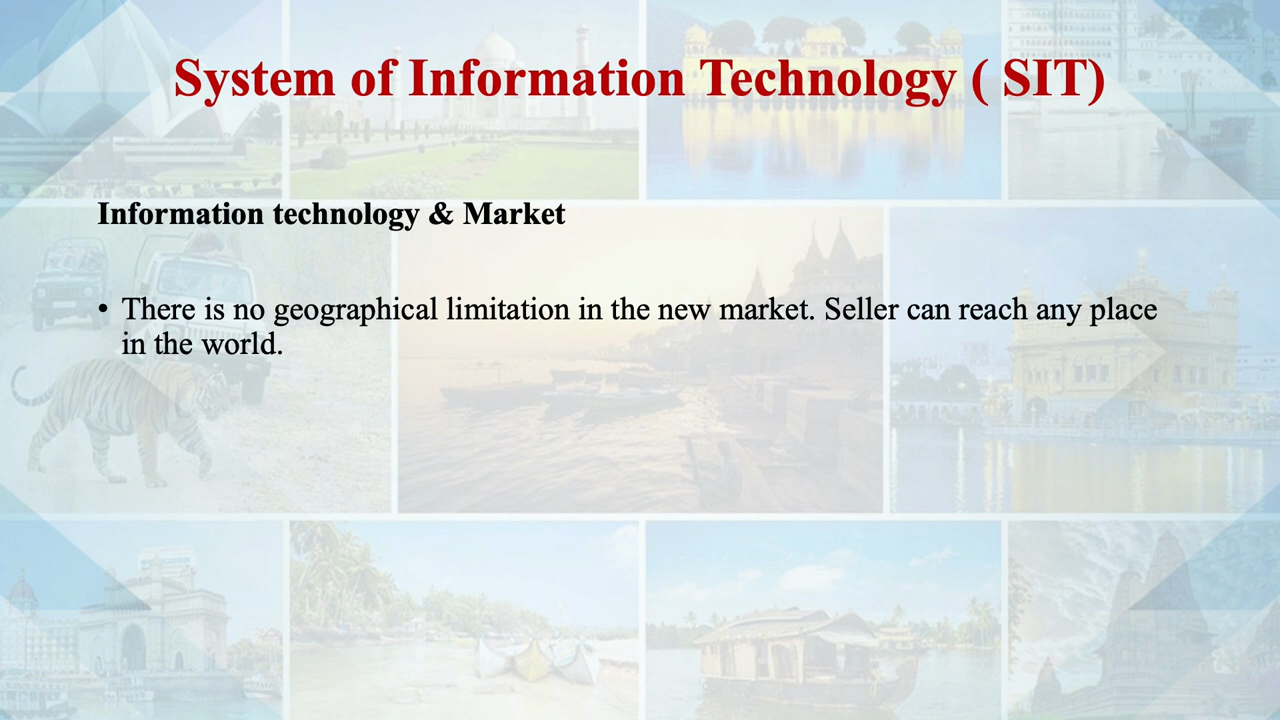 System of Information Technology ( SIT)
Information technology & Market
• There is no geographical limitation in the new market. Seller can reach any place
in the world.